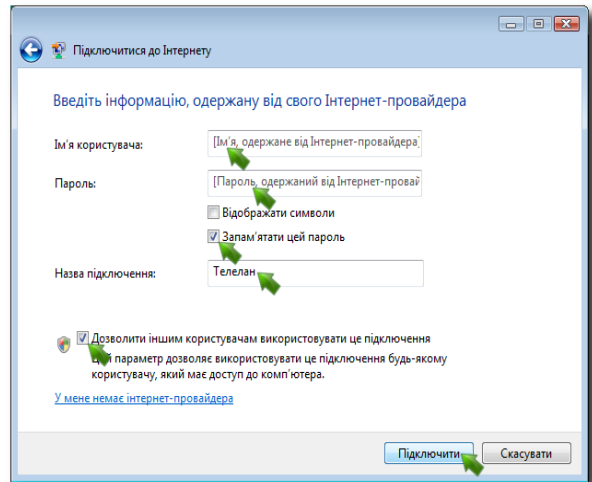 Підключитися до Інтернету
Введіть інформацію, одержану від свого Інтернет-провайдера
Ім'я користувача:
[Ім'я, одержане від Інтернет-провайдера]
Пароль:
[Пароль, одержаний від Інтернет-провай
Відображати символи
Запам'ятати цей пароль
Назва підключення:
Телелан
Дозволити іншим користувачам використовувати це підключення
Цей параметр дозволяє використовувати це підключення будь-якому
користувачу, який має доступ до комп'ютера.
У мене немає інтернет-провайдера
Підключити
Скасувати